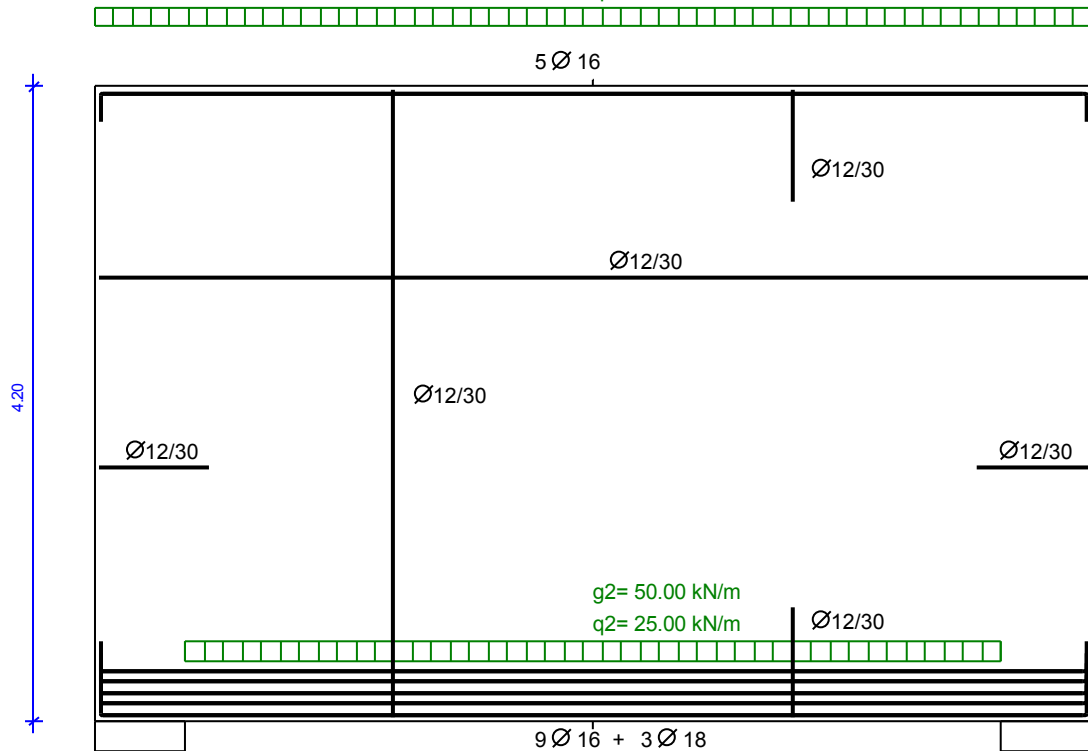 5 Ø 16
Ø12/30
Ø12/30
4.20
Ø12/30
Ø12/30
Ø12/30
g2= 50.00 kN/m
q2= 25.00 kN/m
Ø12/30
9 Ø 16 + 3 Ø 18